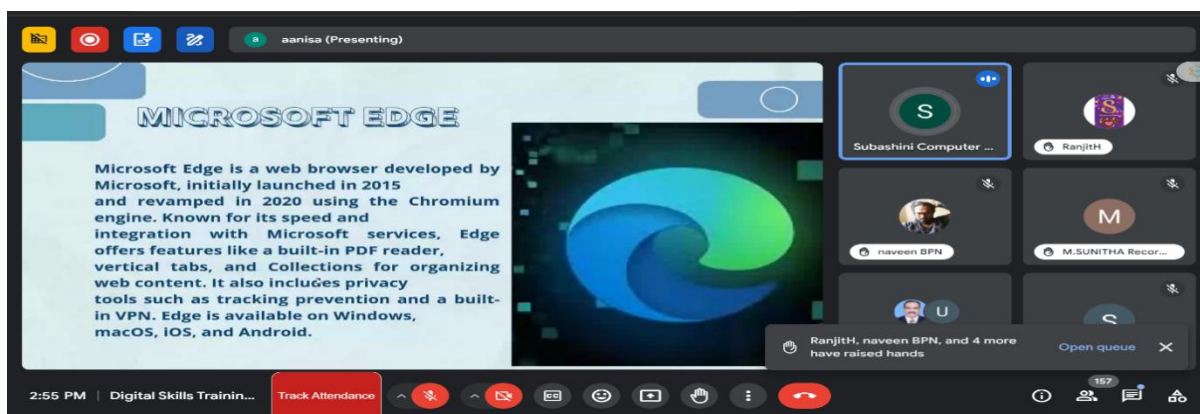 a aanisa (Presenting)
MICROSOFT EDGE
Microsoft Edge is a web browser developed by
Microsoft, initially launched in 2015
and revamped in 2020 using the Chromium
engine. Known for its speed and
integration with Microsoft services, Edge
offers features like a built-in PDF reader,
vertical tabs, and Collections for organizing
web content. It also includes privacy
tools such as tracking prevention and a built-
in VPN. Edge is available on Windows,
macOS, iOS, and Android.
S
Subashini Computer ...
S
RanjitH
naveen BPN
M
M.SUNITHA Recor...
U
S
RanjitH, naveen BPN, and 4 more
have raised hands
Open queue
2:55 PM | Digital Skills Trainin...
Track Attendance
CC
157